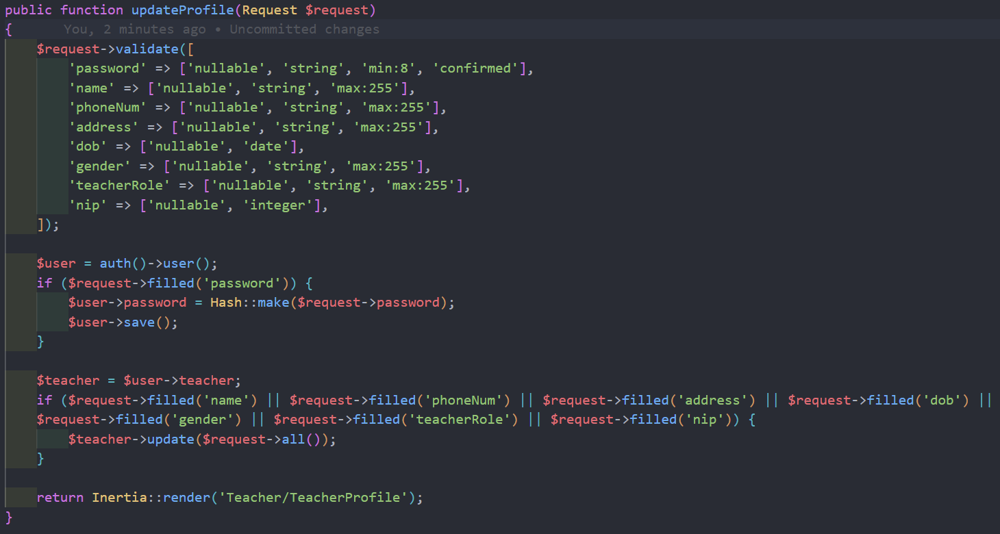 public function updateProfile(Request $request)
{ You, 2 minutes ago • Uncommitted changes
$request->validate([
'password' => ['nullable', 'string', 'min:8', 'confirmed'],
'name' => ['nullable', 'string', 'max:255'],
'phoneNum' => ['nullable', 'string', 'max:255'],
'address' => ['nullable', 'string', 'max:255'],
'dob' => ['nullable', 'date'],
'gender' => ['nullable', 'string', 'max:255'],
'teacherRole' => ['nullable', 'string', 'max:255'],
'nip' => ['nullable', 'integer'],
]);
$user = auth()->user();
if ($request->filled('password')) {
$user->password = Hash::make($request->password);
$user->save();
}
$teacher = $user->teacher;
if ($request->filled('name') || $request->filled('phoneNum') || $request->filled('address') || $request->filled('dob') ||
$request->filled('gender') || $request->filled('teacherRole') || $request->filled('nip')) {
$teacher->update($request->all());
}
return Inertia::render('Teacher/TeacherProfile');
}